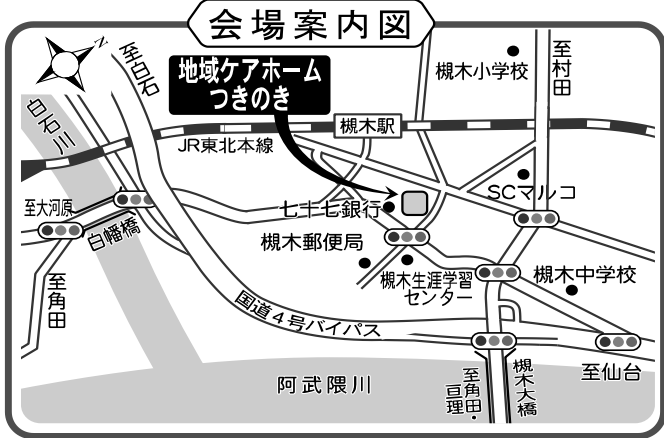 会場案内図
N
至白石
地域ケアホーム
つきのき
槻木小学校
至村田
白石川
槻木駅
JR東北本線
SCマルコ
至大河原
七十七銀行
白幡橋
槻木郵便局
槻木生涯学習
センター
槻木中学校
至角田
国道4号バイパス
至仙台
阿武隈川
至角田・
亘理
槻木大橋